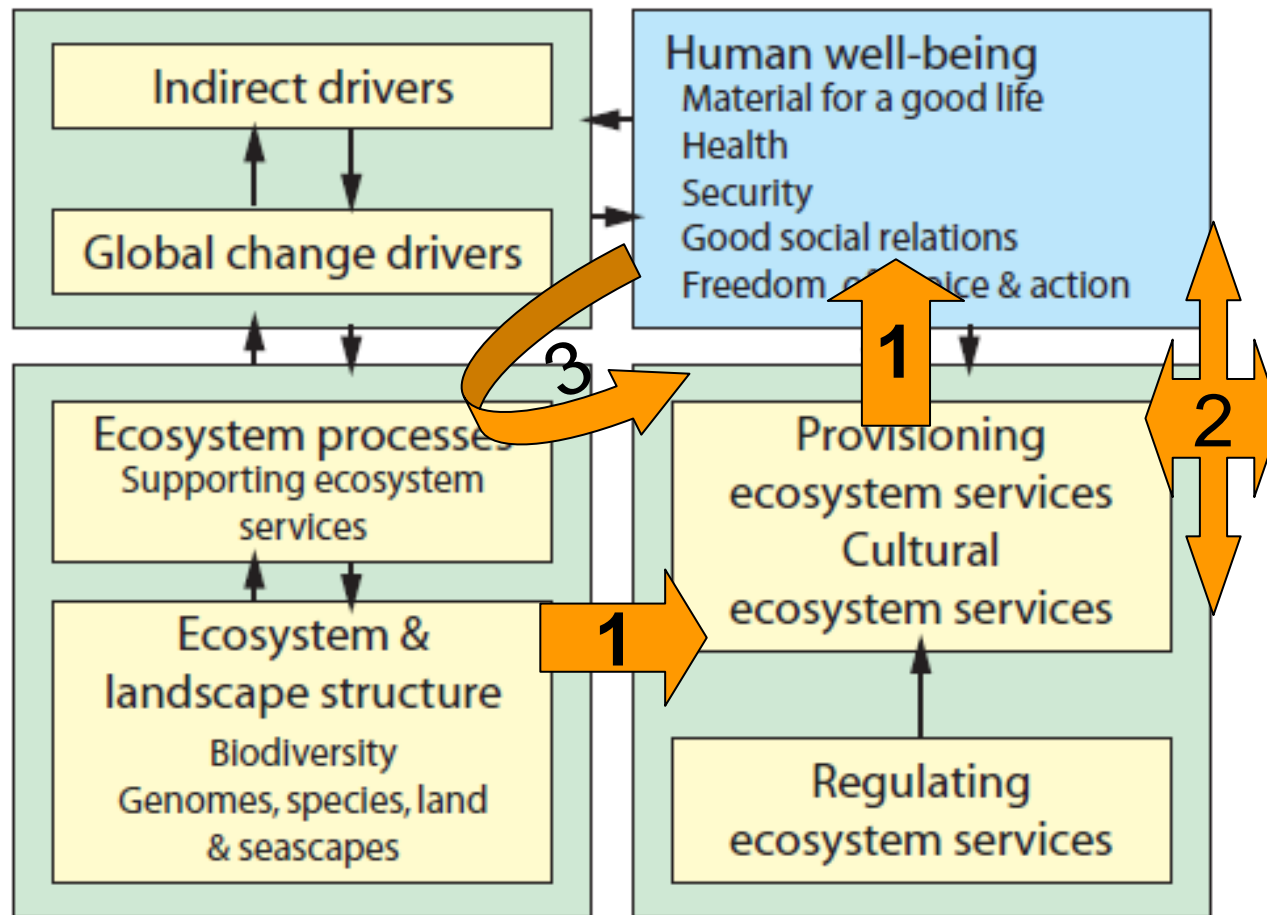 Indirect drivers
Global change drivers
Human well-being
Material for a good life
Health
Security
Good social relations
Freedom & action
1
3
2
Ecosystem processes
Supporting ecosystem
services
Provisioning
ecosystem services
Cultural
ecosystem services
1
Ecosystem &
landscape structure
Biodiversity
Genomes, species, land
& seascapes
Regulating
ecosystem services